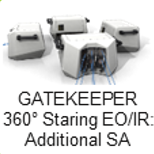 GATEKEEPER
360° Staring EO/IR:
Additional SA